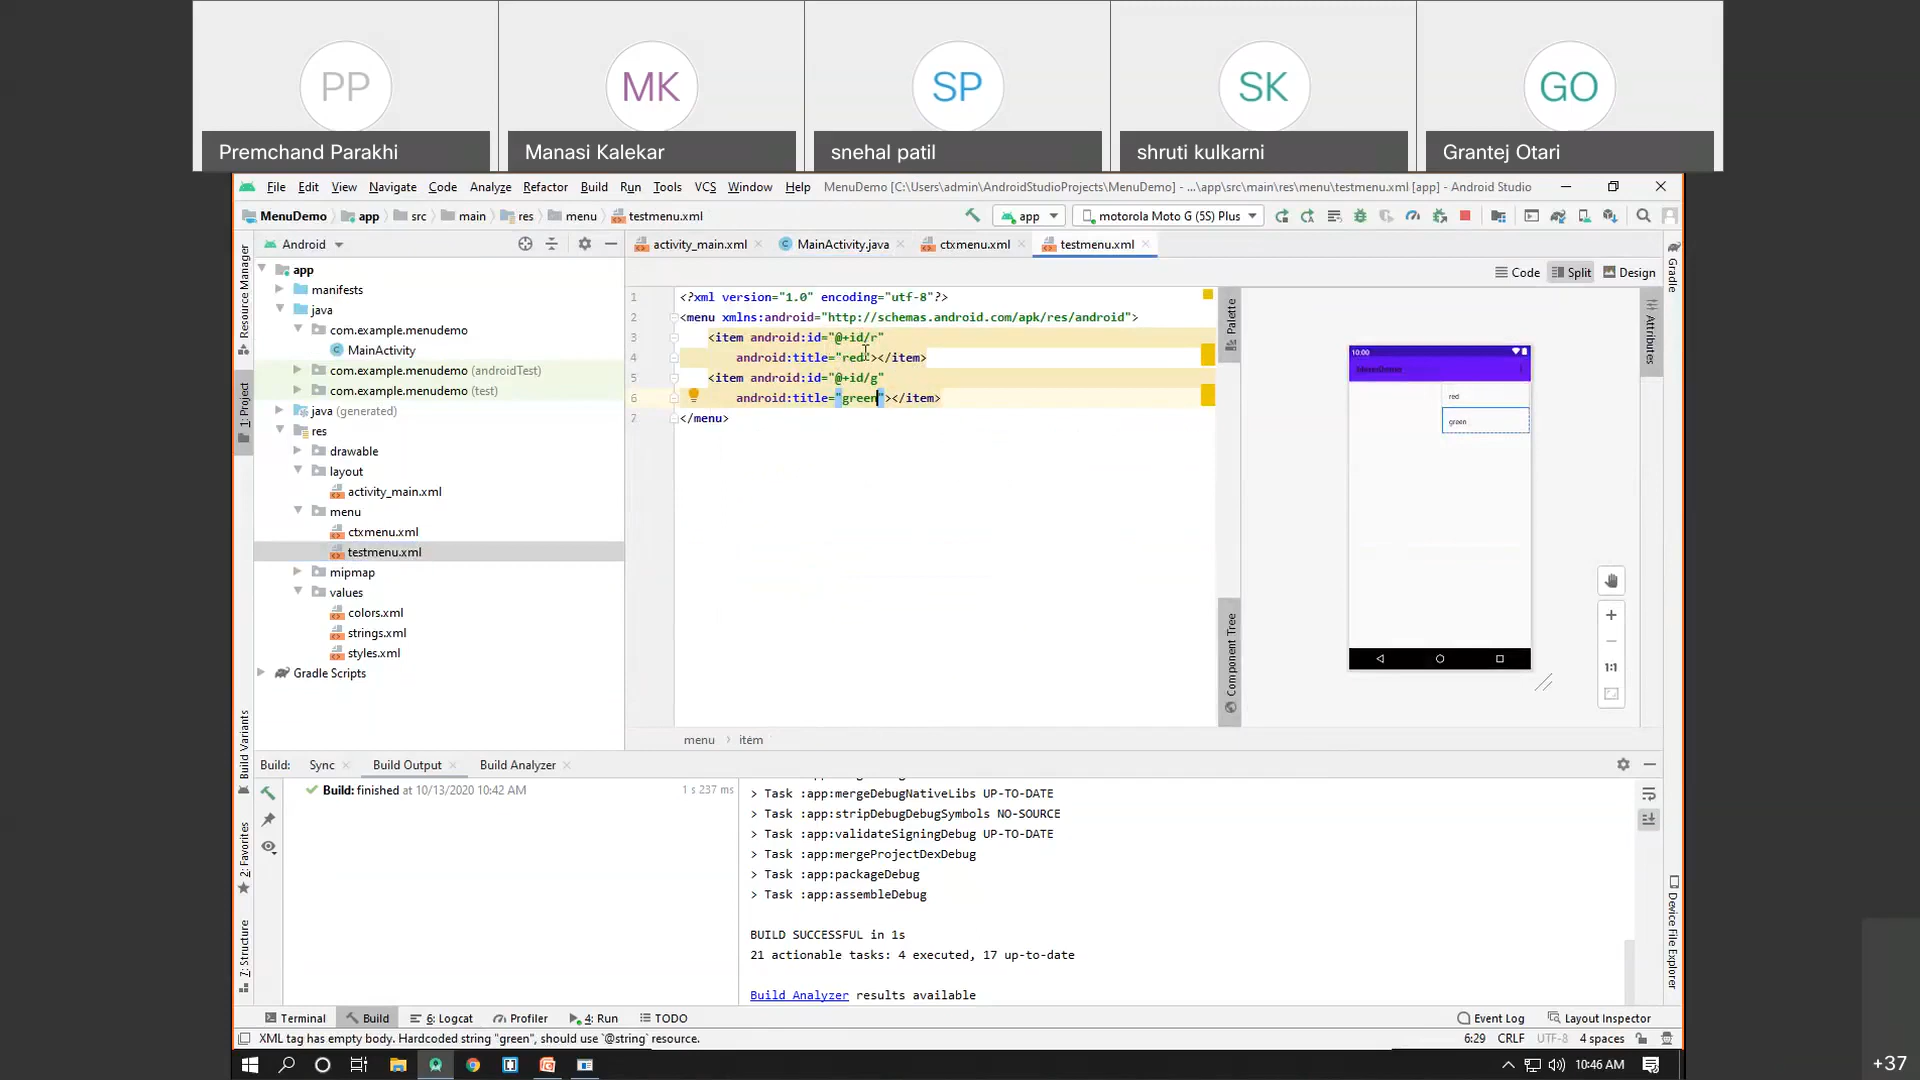 PP
MK
SP
SK
GO
Premchand Parakhi
Manasi Kalekar
snehal patil
shruti kulkarni
Grantej Otari
File Edit View Navigate Code Analyze Refactor Build Run Tools VCS Window Help MenuDemo [C:\Users\admin\AndroidStudioProjects\MenuDemo] - ...\app\src\main\res\menu\testmenu.xml [app] - Android Studio
MenuDemo app src main res menu testmenu.xml
app
motorola Moto G (5S) Plus
Resource Manager
1: Project
Build Variants
2: Favorites
7: Structure
Android
app
manifests
java
com.example.menudemo
MainActivity
com.example.menudemo (androidTest)
com.example.menudemo (test)
java (generated)
res
drawable
layout
activity_main.xml
menu
ctxmenu.xml
testmenu.xml
mipmap
values
colors.xml
strings.xml
styles.xml
Gradle Scripts
activity_main.xml MainActivity.java ctxmenu.xml testmenu.xml
Code Split Design
1 <?xml version="1.0" encoding="utf-8"?>
2 <menu xmlns:android="http://schemas.android.com/apk/res/android">
3 <item android:id="@+id/r"
4 android:title="red"></item>
5 <item android:id="@+id/g"
6 android:title="green"></item>
7 </menu>
menu › item
Palette
Component Tree
10:00
MenuDemo
red
green
1:1
Gradle
Attributes
Device File Explorer
Build: Sync Build Output Build Analyzer
Build: finished at 10/13/2020 10:42 AM 1 s 237 ms
> Task :app:mergeDebugNativeLibs UP-TO-DATE
> Task :app:stripDebugDebugSymbols NO-SOURCE
> Task :app:validateSigningDebug UP-TO-DATE
> Task :app:mergeProjectDexDebug
> Task :app:packageDebug
> Task :app:assembleDebug
BUILD SUCCESSFUL in 1s
21 actionable tasks: 4 executed, 17 up-to-date
Build Analyzer results available
Terminal Build 6: Logcat Profiler 4: Run TODO Event Log Layout Inspector
XML tag has empty body. Hardcoded string "green", should use `@string` resource. 6:29 CRLF UTF-8 4 spaces
10:46 AM
+37